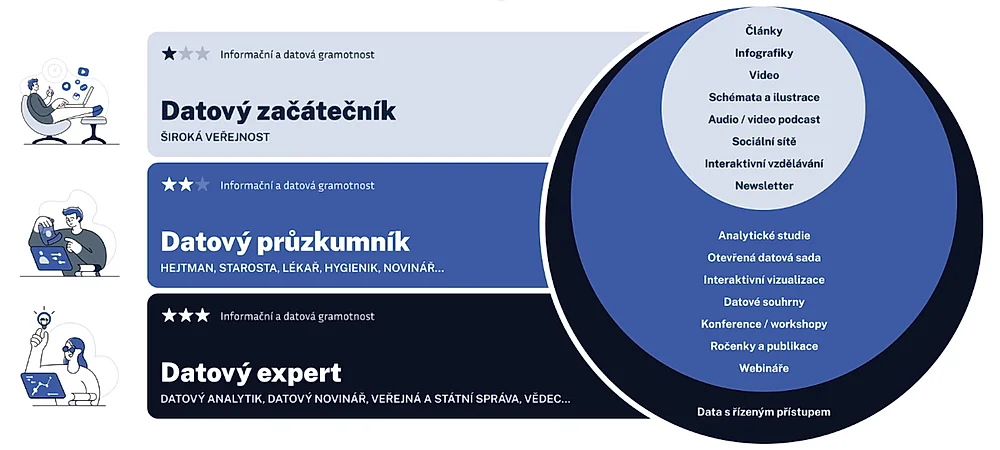 Informační a datová gramotnost
Datový začátečník
ŠIROKÁ VEŘEJNOST
Informační a datová gramotnost
Datový průzkumník
HEJTMAN, STAROSTA, LÉKAŘ, HYGIENIK, NOVINÁŘ...
Informační a datová gramotnost
Datový expert
DATOVÝ ANALYTIK, DATOVÝ NOVINÁŘ, VEŘEJNÁ A STÁTNÍ SPRÁVA, VĚDEC...
Články
Infografiky
Video
Schémata a ilustrace
Audio / video podcast
Sociální sítě
Interaktivní vzdělávání
Newsletter
Analytické studie
Otevřená datová sada
Interaktivní vizualizace
Datové souhrny
Konference / workshopy
Ročenky a publikace
Webináře
Data s řízeným přístupem